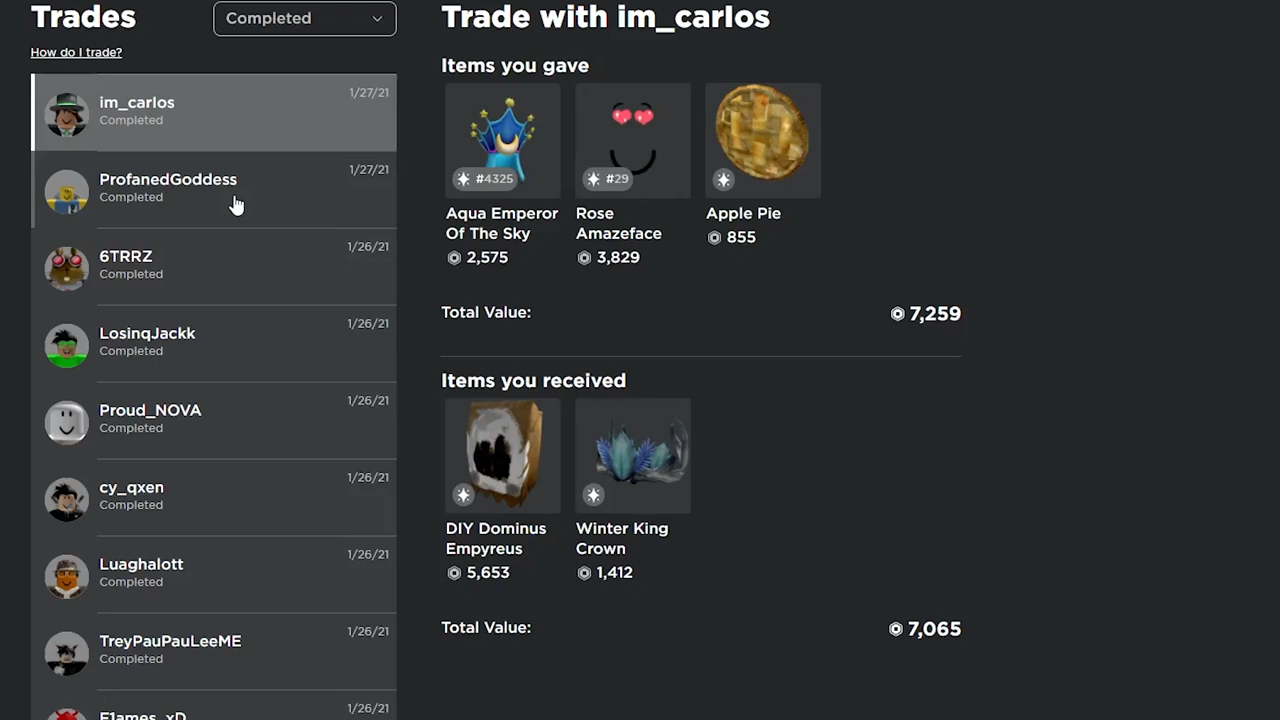 Trades
Completed
How do I trade?
im_carlos
1/27/21
Completed
ProfanedGoddess
1/27/21
Completed
6TRRZ
1/26/21
Completed
LosinqJackk
1/26/21
Completed
Proud_NOVA
1/26/21
Completed
cy_qxen
1/26/21
Completed
Luaghalott
1/26/21
Completed
TreyPauPauLeeME
1/26/21
Completed
F1ames_xD
1/26/21
Trade with im_carlos
Items you gave
#4325
#29
Aqua Emperor
Of The Sky
2,575
Rose
Amazeface
3,829
Apple Pie
855
Total Value:
7,259
Items you received
DIY Dominus
Empyreus
5,653
Winter King
Crown
1,412
Total Value:
7,065